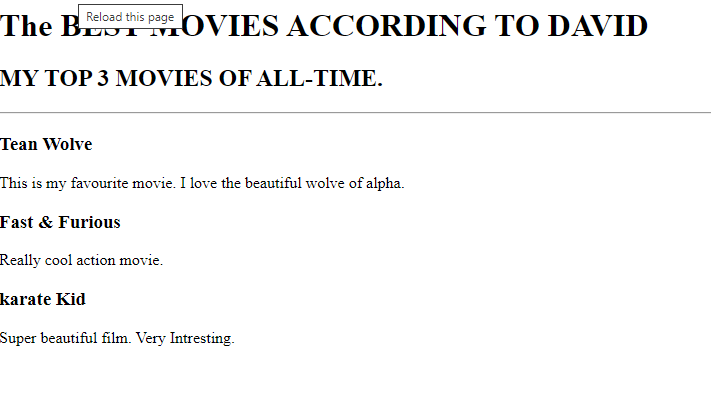 Reload this page
The BEST MOVIES ACCORDING TO DAVID
MY TOP 3 MOVIES OF ALL-TIME.
Tean Wolve
This is my favourite movie. I love the beautiful wolve of alpha.
Fast & Furious
Really cool action movie.
karate Kid
Super beautiful film. Very Intresting.